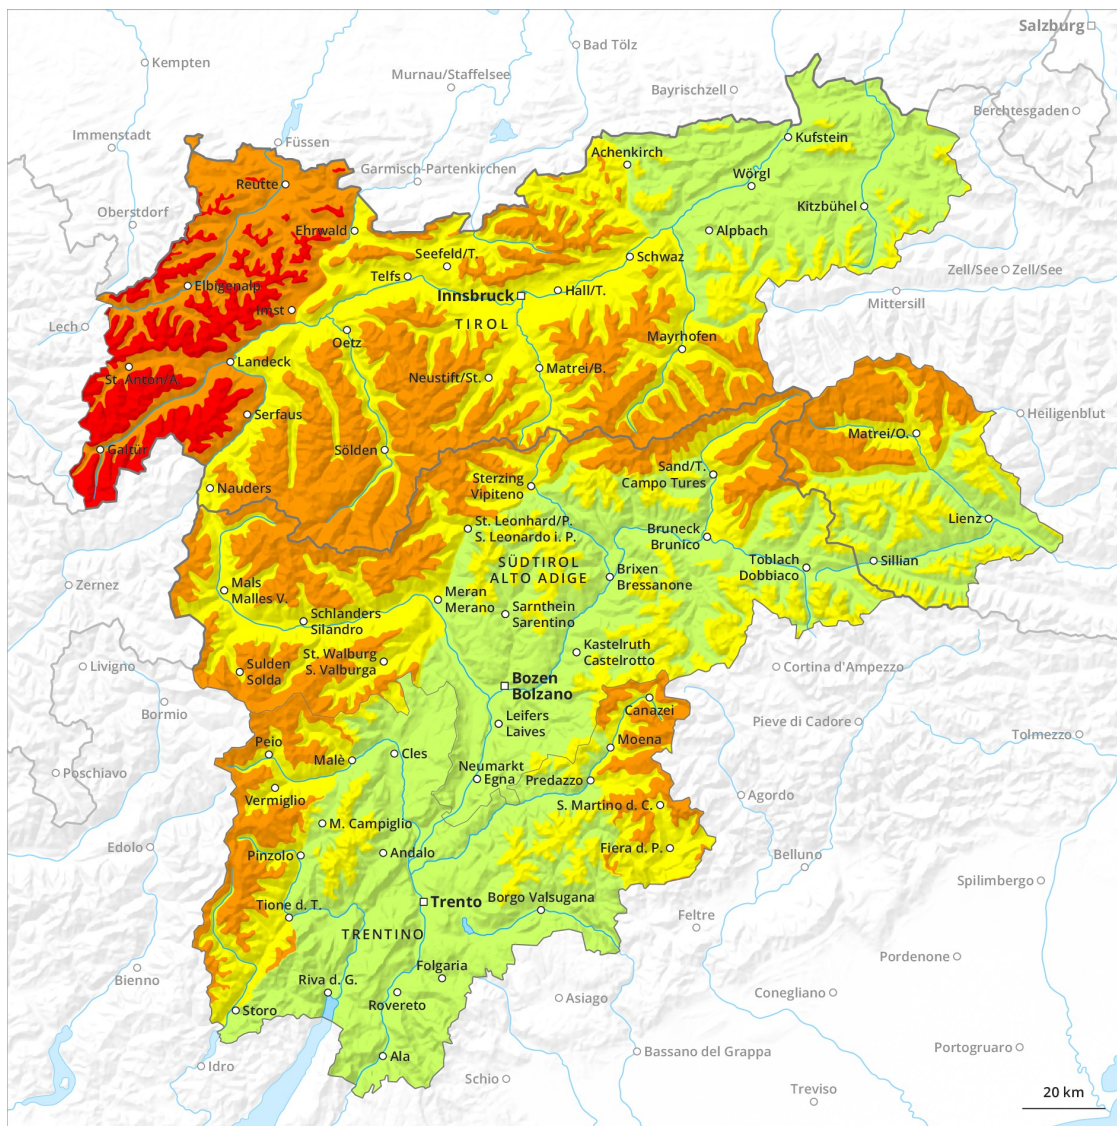 Salzburg
Bad Tölz
Kempten
Murnau/Staffelsee
Bayrischzell
Berchtesgaden
Immenstadt
Füssen
Kufstein
Achenkirch
Garmisch-Partenkirchen
Wörgl
Reutte
Kitzbühel
Oberstdorf
Ehrwald
Alpbach
Seefeld/T.
Schwaz
Telfs
Zell/See
Zell/See
Elbigenalp
Innsbruck
Hall/T.
Mittersill
Imst
TIROL
Lech
Oetz
Mayrhofen
Landeck
Matrei/B.
St. Anton/A.
Neustift/St.
Serfaus
Heiligenblut
Matrei/O.
Galtür
Sölden
Sand/T.
Campo Tures
Sterzing
Vipiteno
Nauders
Lienz
St. Leonhard/P.
S. Leonardo i. P.
Bruneck
Brunico
SÜDTIROL
ALTO ADIGE
Toblach
Dobbiaco
Sillian
Brixen
Bressanone
Zernez
Mals
Malles V.
Meran
Merano
Sarnthein
Sarentino
Schlanders
Silandro
Kastelruth
Castelrotto
St. Walburg
S. Valburga
Livigno
Sulden
Solda
Cortina d'Ampezzo
Bozen
Bolzano
Bormio
Canazei
Leifers
Laives
Pieve di Cadore
Tolmezzo
Peio
Moena
Cles
Malè
Poschiavo
Neumarkt
Egna
Predazzo
Vermiglio
Agordo
S. Martino d. C.
M. Campiglio
Edolo
Fiera d. P.
Pinzolo
Andalo
Belluno
Spilimbergo
Borgo Valsugana
Trento
Tione d. T.
Feltre
TRENTINO
Pordenone
Folgaria
Bienno
Riva d. G.
Rovereto
Asiago
Conegliano
Storo
Portogruaro
Bassano del Grappa
Ala
Idro
Schio
Treviso
20 km